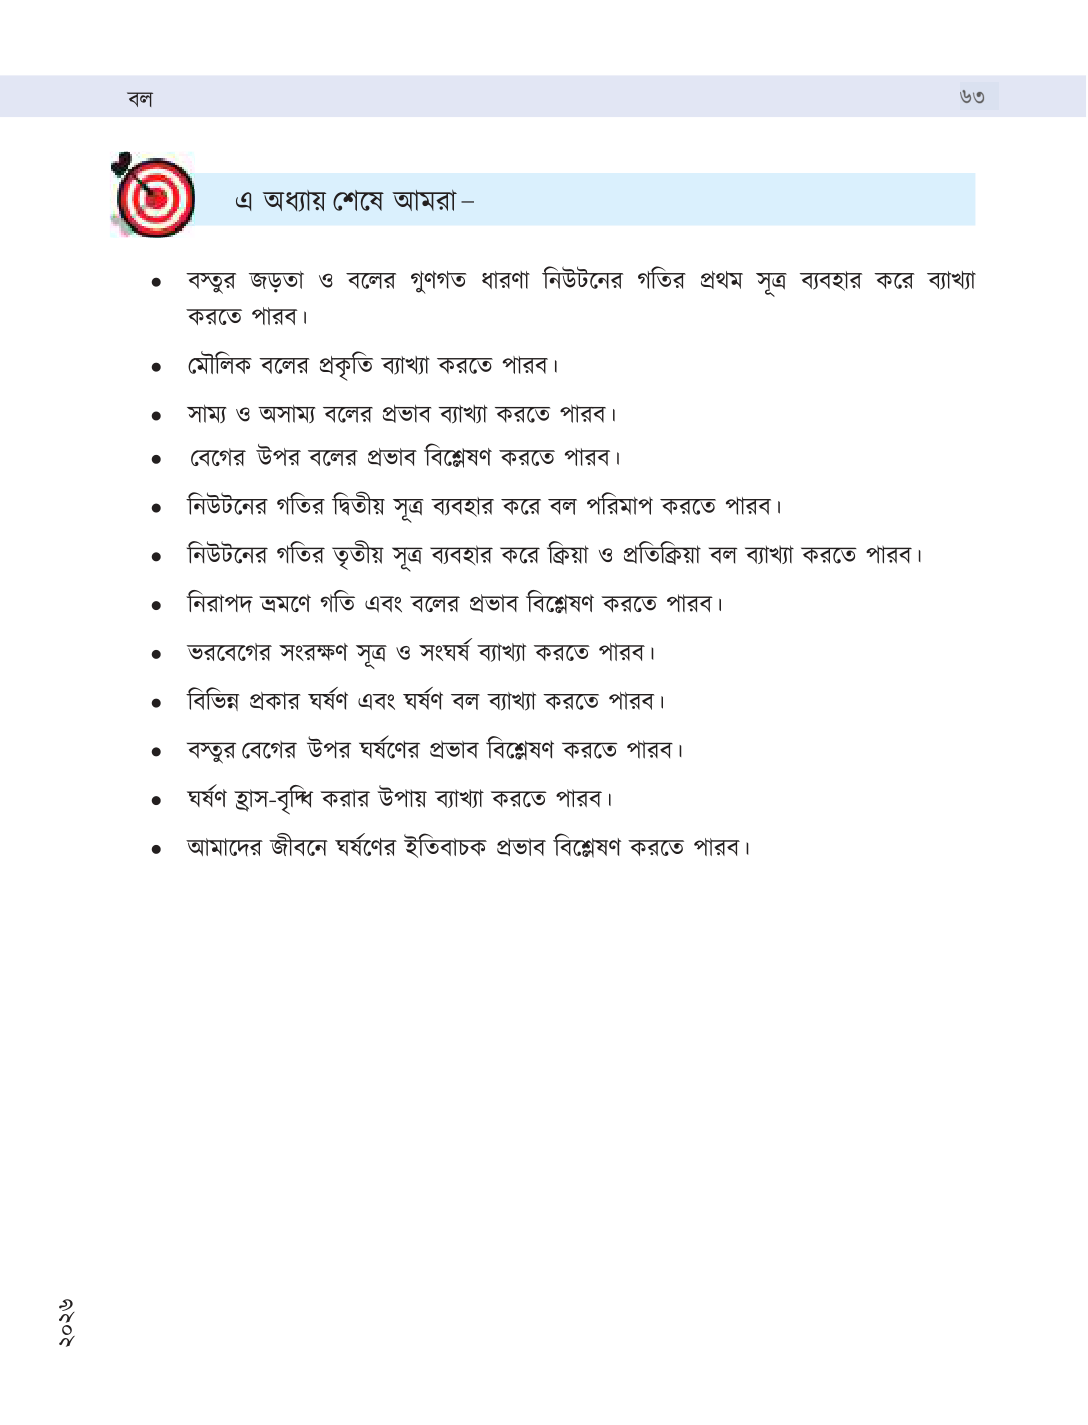 বল ৬৩
এ অধ্যায় শেষে আমরা –
● বস্তুর জড়তা ও বলের গুণগত ধারণা নিউটনের গতির প্রথম সূত্র ব্যবহার করে ব্যাখ্যা
করতে পারব।
● মৌলিক বলের প্রকৃতি ব্যাখ্যা করতে পারব।
● সাম্য ও অসাম্য বলের প্রভাব ব্যাখ্যা করতে পারব।
● বেগের উপর বলের প্রভাব বিশ্লেষণ করতে পারব।
● নিউটনের গতির দ্বিতীয় সূত্র ব্যবহার করে বল পরিমাপ করতে পারব।
● নিউটনের গতির তৃতীয় সূত্র ব্যবহার করে ক্রিয়া ও প্রতিক্রিয়া বল ব্যাখ্যা করতে পারব।
● নিরাপদ ভ্রমণে গতি এবং বলের প্রভাব বিশ্লেষণ করতে পারব।
● ভরবেগের সংরক্ষণ সূত্র ও সংঘর্ষ ব্যাখ্যা করতে পারব।
● বিভিন্ন প্রকার ঘর্ষণ এবং ঘর্ষণ বল ব্যাখ্যা করতে পারব।
● বস্তুর বেগের উপর ঘর্ষণের প্রভাব বিশ্লেষণ করতে পারব।
● ঘর্ষণ হ্রাস-বৃদ্ধি করার উপায় ব্যাখ্যা করতে পারব।
● আমাদের জীবনে ঘর্ষণের ইতিবাচক প্রভাব বিশ্লেষণ করতে পারব।
২০২৬